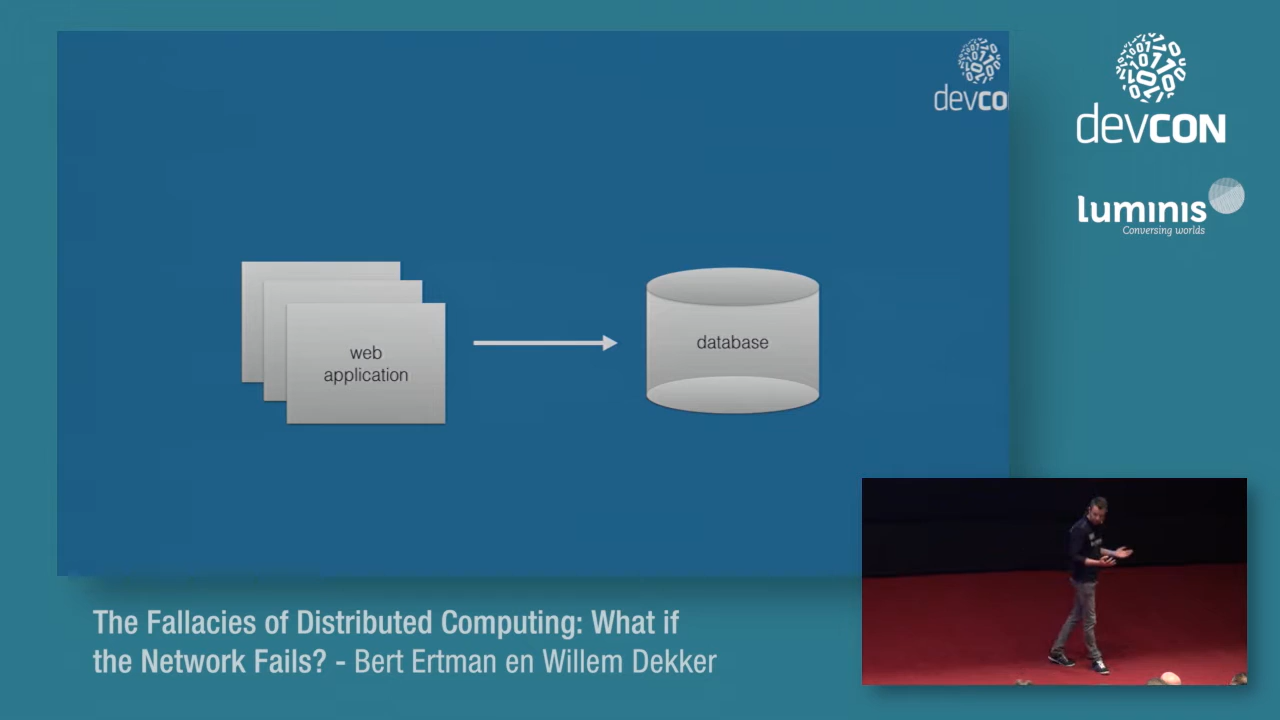 devco
web
application
database
devcon
luminis
Conversing worlds
The Fallacies of Distributed Computing: What if
the Network Fails? - Bert Ertman en Willem Dekker